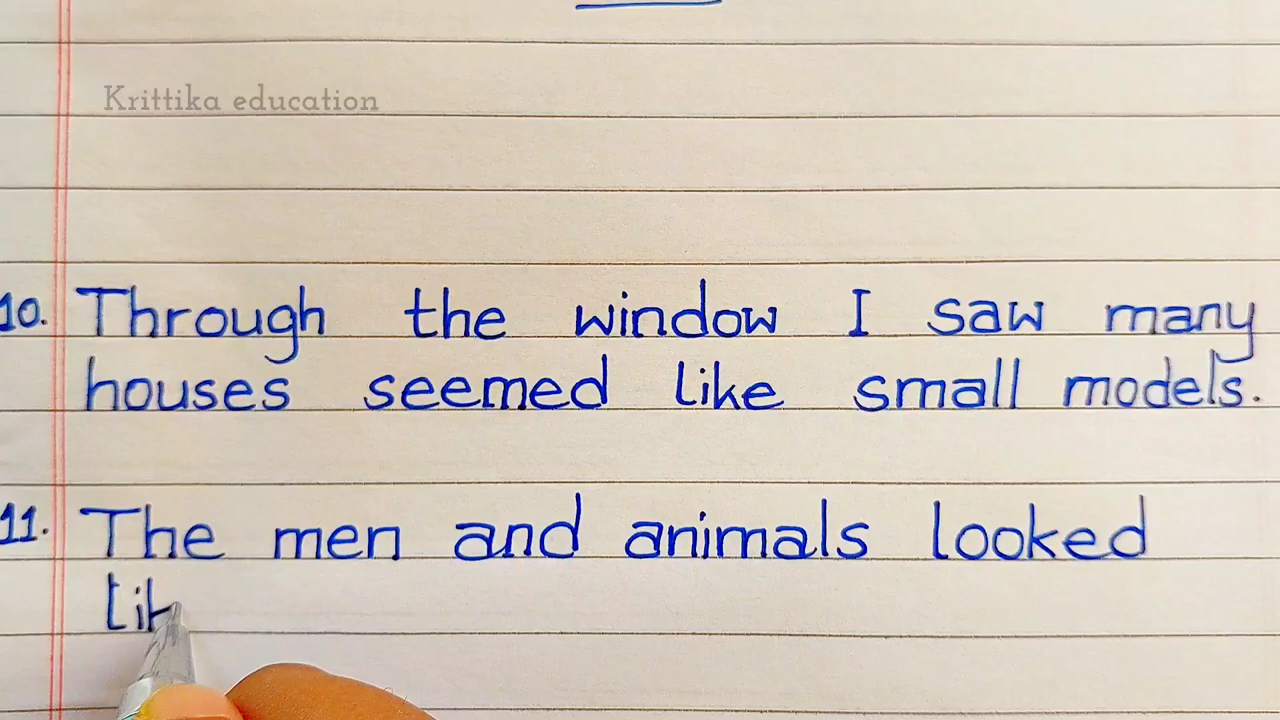 Krittika education
10. Through the window I saw many
houses seemed like small models.
11. The men and animals looked